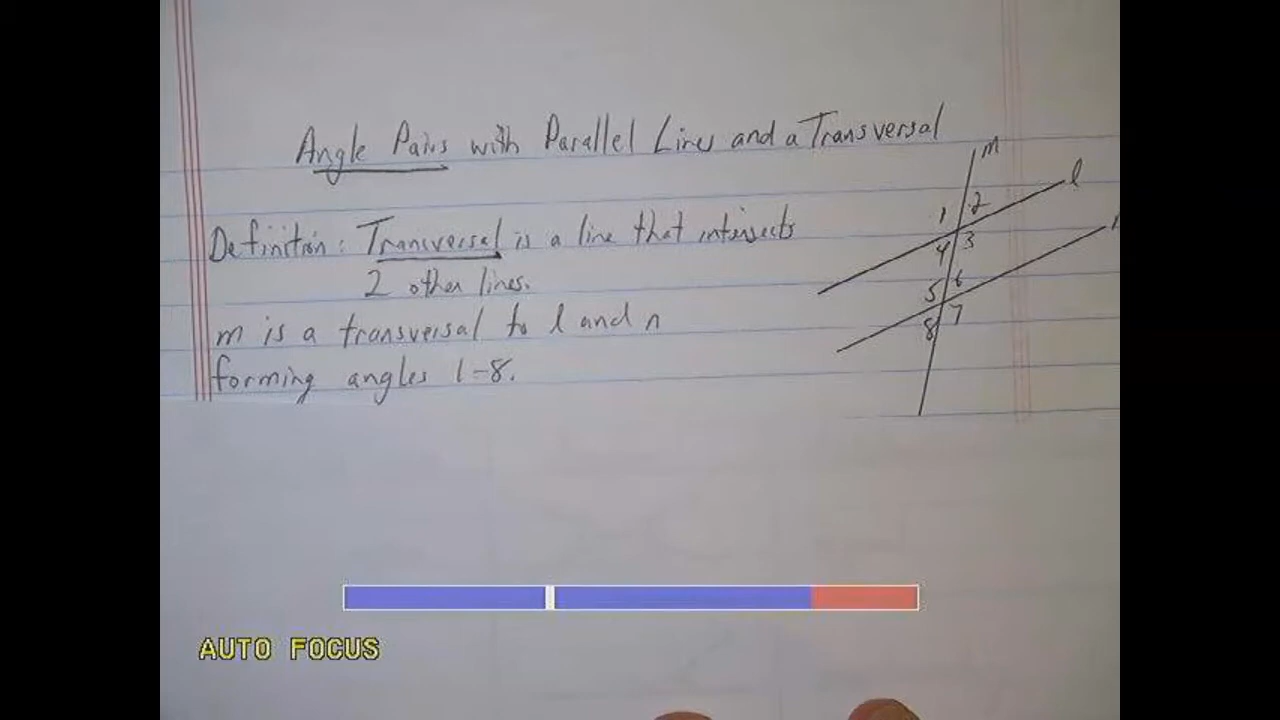 Angle Pairs with Parallel Lines and a Transversal
m
l
1 2
4 3
5 6
8 7
Definition: Transversal is a line that intersects
2 other lines.
m is a transversal to l and n
forming angles 1-8.
AUTO FOCUS